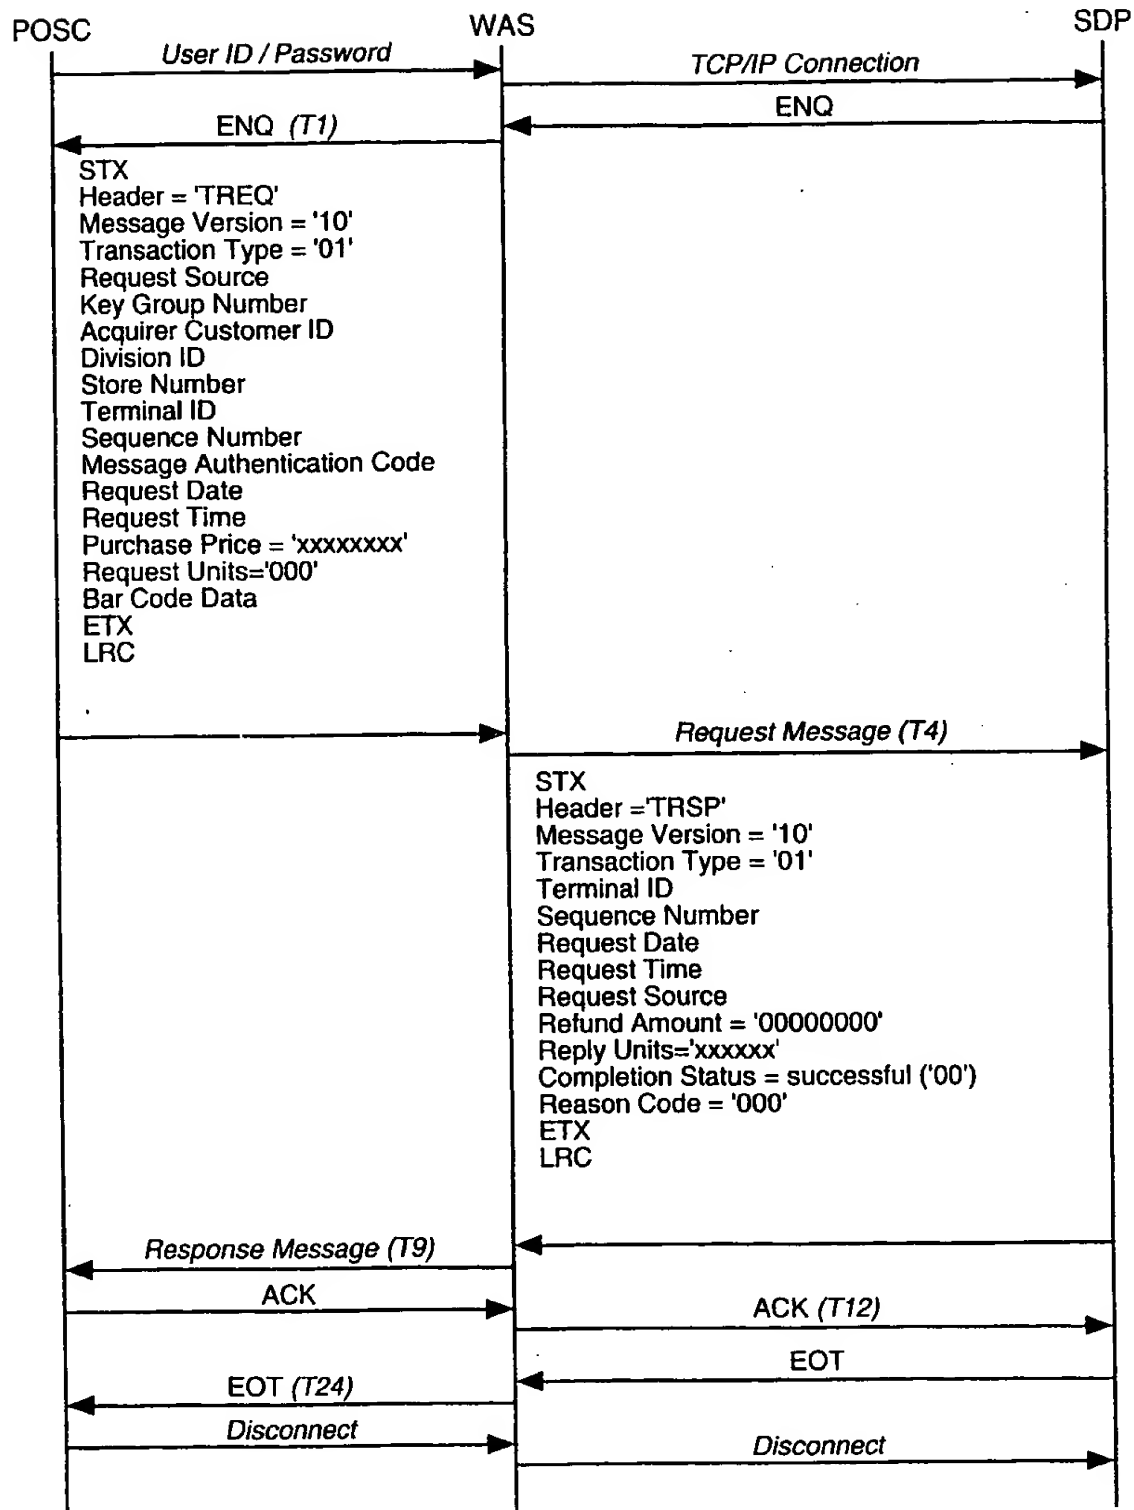 POSC
WAS
SDP
User ID / Password
TCP/IP Connection
ENQ
ENQ (T1)
STX
Header = 'TREQ'
Message Version = '10'
Transaction Type = '01'
Request Source
Key Group Number
Acquirer Customer ID
Division ID
Store Number
Terminal ID
Sequence Number
Message Authentication Code
Request Date
Request Time
Purchase Price = 'xxxxxxxx'
Request Units='000'
Bar Code Data
ETX
LRC
Request Message (T4)
STX
Header ='TRSP'
Message Version = '10'
Transaction Type = '01'
Terminal ID
Sequence Number
Request Date
Request Time
Request Source
Refund Amount = '00000000'
Reply Units='xxxxxx'
Completion Status = successful ('00')
Reason Code = '000'
ETX
LRC
Response Message (T9)
ACK
ACK (T12)
EOT
EOT (T24)
Disconnect
Disconnect